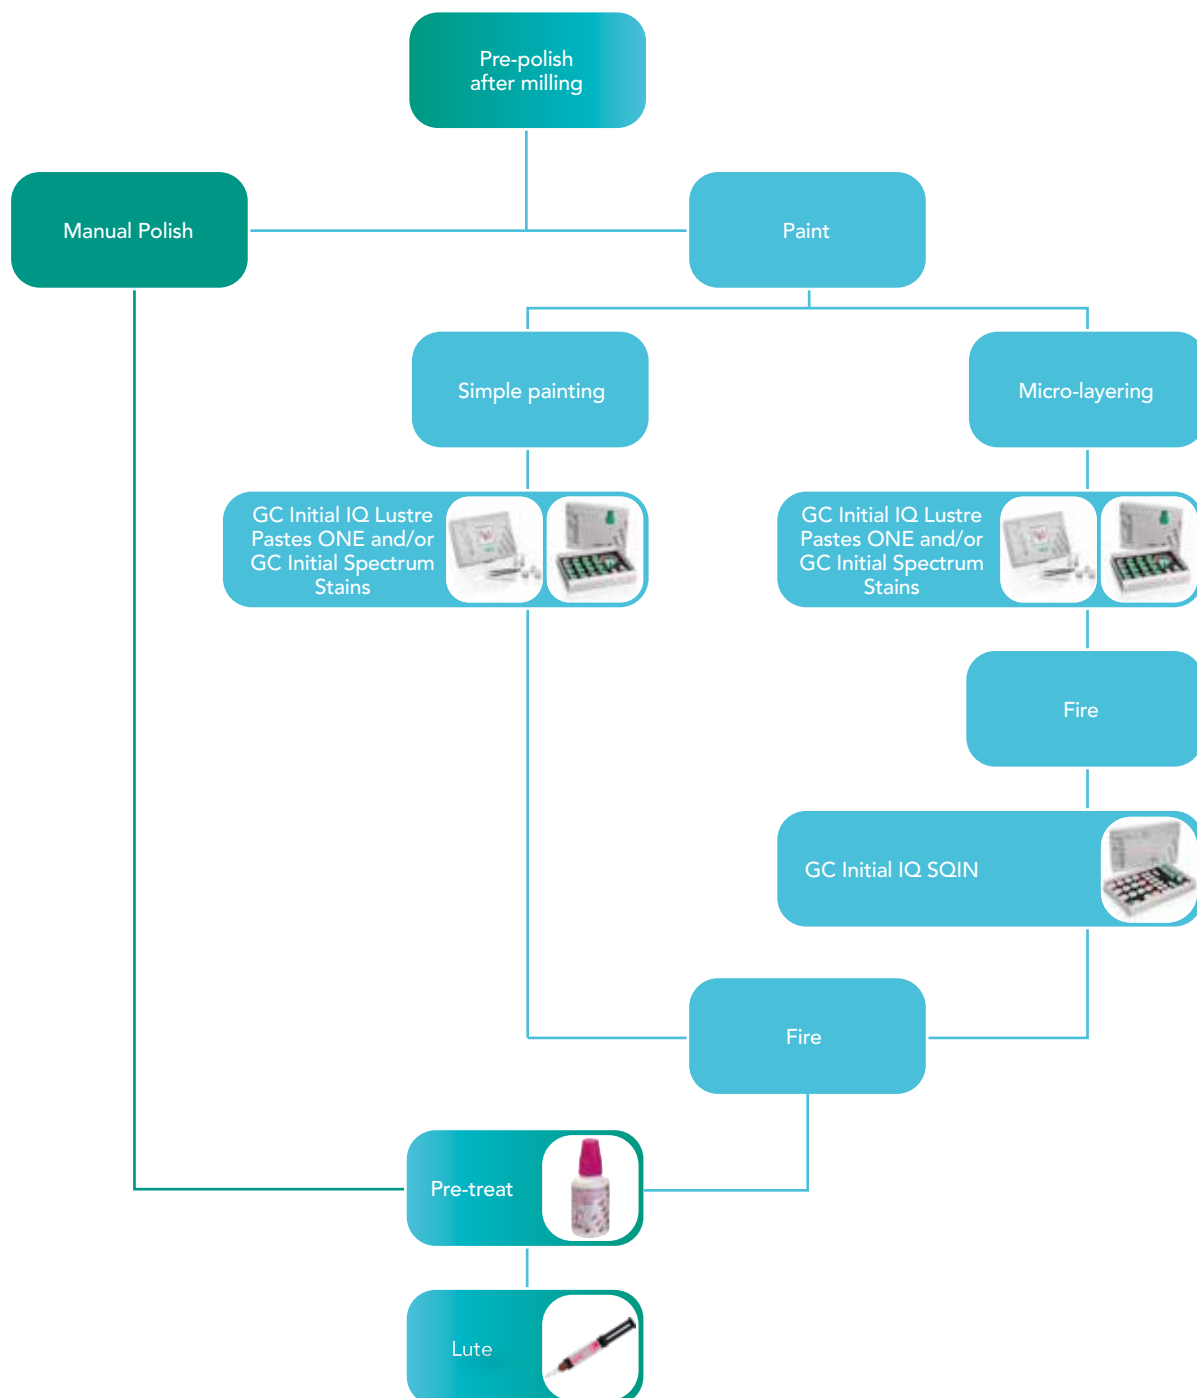 Pre-polish
after milling
Manual Polish
Paint
Simple painting
Micro-layering
GC Initial IQ Lustre
Pastes ONE and/or
GC Initial Spectrum
Stains
GC Initial IQ Lustre
Pastes ONE and/or
GC Initial Spectrum
Stains
Fire
GC Initial IQ SQIN
Fire
Pre-treat
Lute